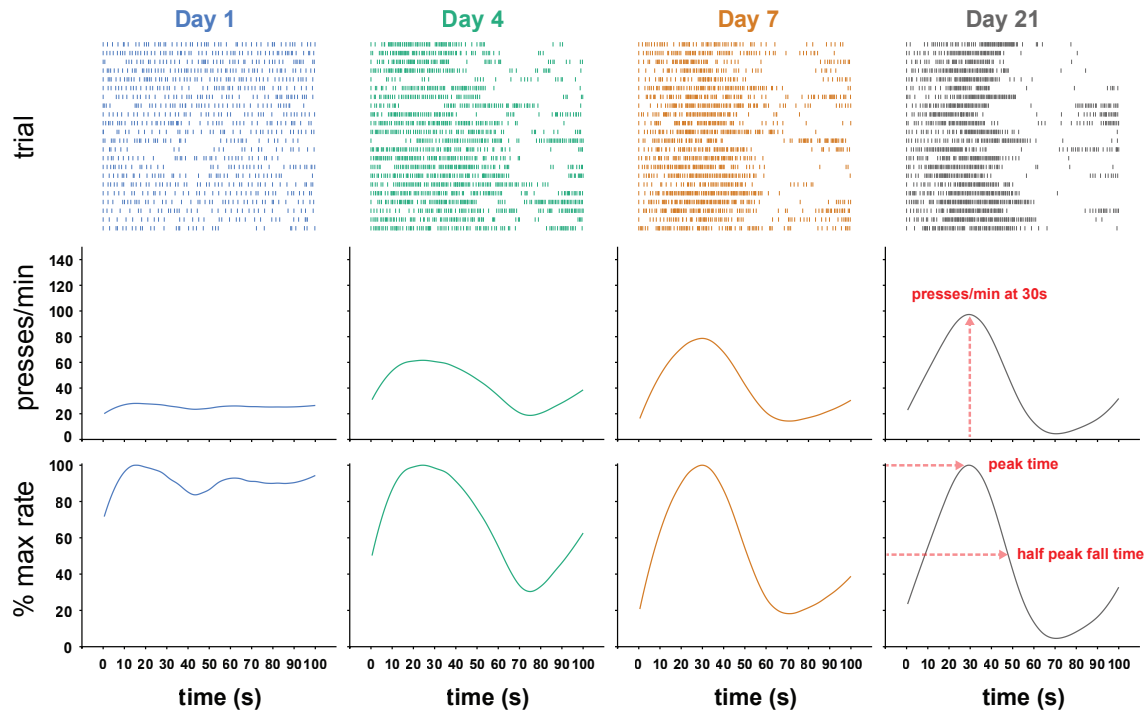 Day 1 Day 4 Day 7 Day 21
trial
presses/min
140
120
100
80
60
40
20
0
presses/min at 30s
% max rate
100
80
60
40
20
0
peak time
half peak fall time
0 10 20 30 40 50 60 70 80 90 100
0 10 20 30 40 50 60 70 80 90 100
0 10 20 30 40 50 60 70 80 90 100
0 10 20 30 40 50 60 70 80 90 100
time (s) time (s) time (s) time (s)